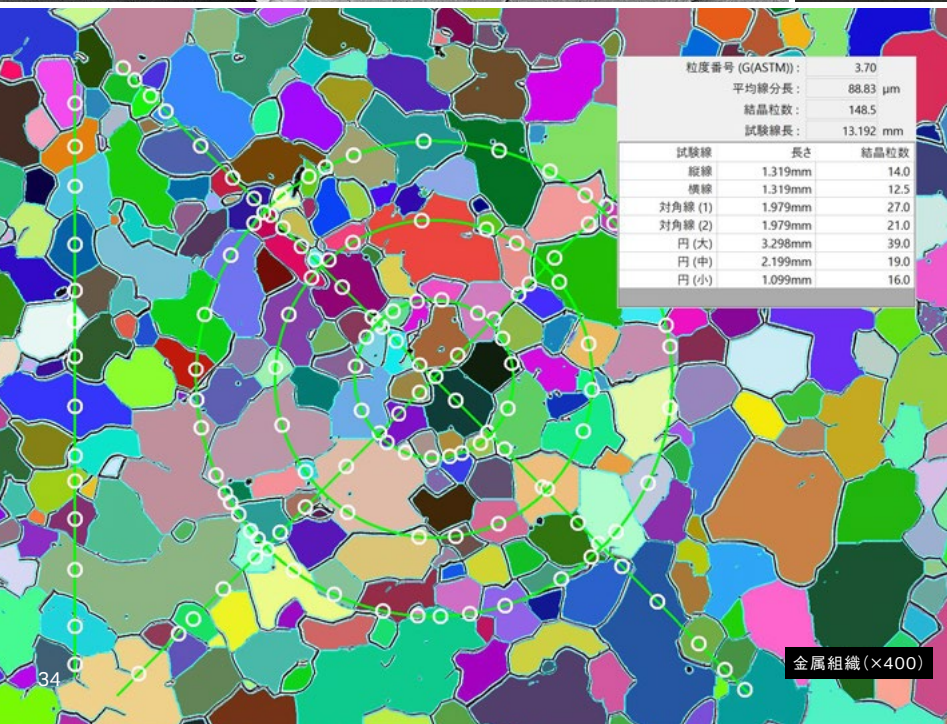 粒度番号 (G(ASTM)) : 3.70
平均線分長 : 88.83 μm
結晶粒数 : 148.5
試験線長 : 13.192 mm
試験線 長さ 結晶粒数
縦線 1.319mm 14.0
横線 1.319mm 12.5
対角線 (1) 1.979mm 27.0
対角線 (2) 1.979mm 21.0
円 (大) 3.298mm 39.0
円 (中) 2.199mm 19.0
円 (小) 1.099mm 16.0
金属組織(×400)
34